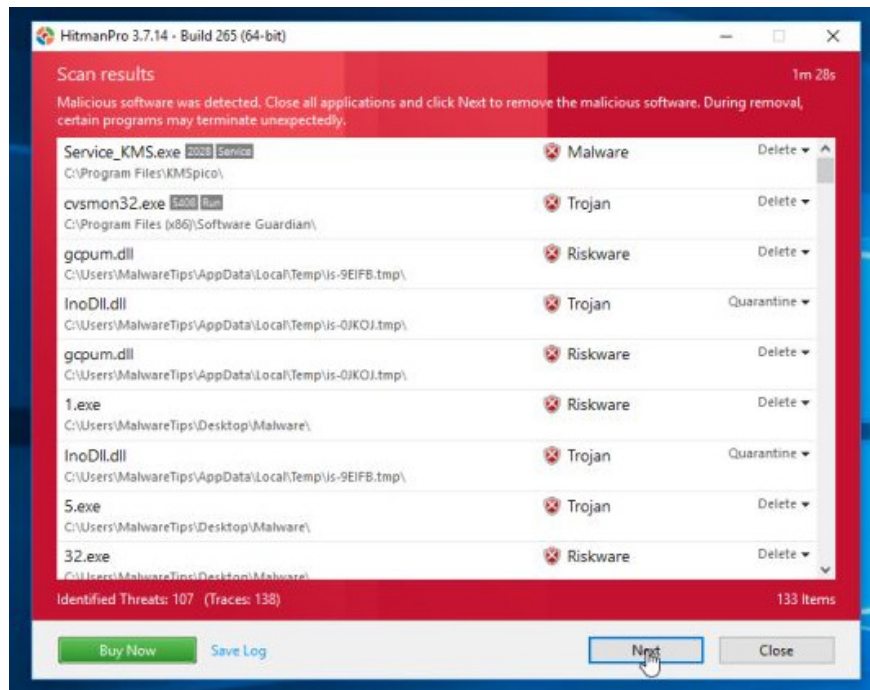 HitmanPro 3.7.14 - Build 265 (64-bit)
Scan results 1m 28s
Malicious software was detected. Close all applications and click Next to remove the malicious software. During removal,
certain programs may terminate unexpectedly.
Service_KMS.exe 2028 Service Malware Delete
C:\Program Files\KMSpico\
cvsmon32.exe 5408 Run Trojan Delete
C:\Program Files (x86)\Software Guardian\
gcpum.dll Riskware Delete
C:\Users\MalwareTips\AppData\Local\Temp\is-9EIFB.tmp\
InoDll.dll Trojan Quarantine
C:\Users\MalwareTips\AppData\Local\Temp\is-0JKOJ.tmp\
gcpum.dll Riskware Delete
C:\Users\MalwareTips\AppData\Local\Temp\is-0JKOJ.tmp\
1.exe Riskware Delete
C:\Users\MalwareTips\Desktop\Malware\
InoDll.dll Trojan Quarantine
C:\Users\MalwareTips\AppData\Local\Temp\is-9EIFB.tmp\
5.exe Trojan Delete
C:\Users\MalwareTips\Desktop\Malware\
32.exe Riskware Delete
C:\Users\MalwareTips\Desktop\Malware\
Identified Threats: 107 (Traces: 138) 133 Items
Buy Now Save Log Next Close